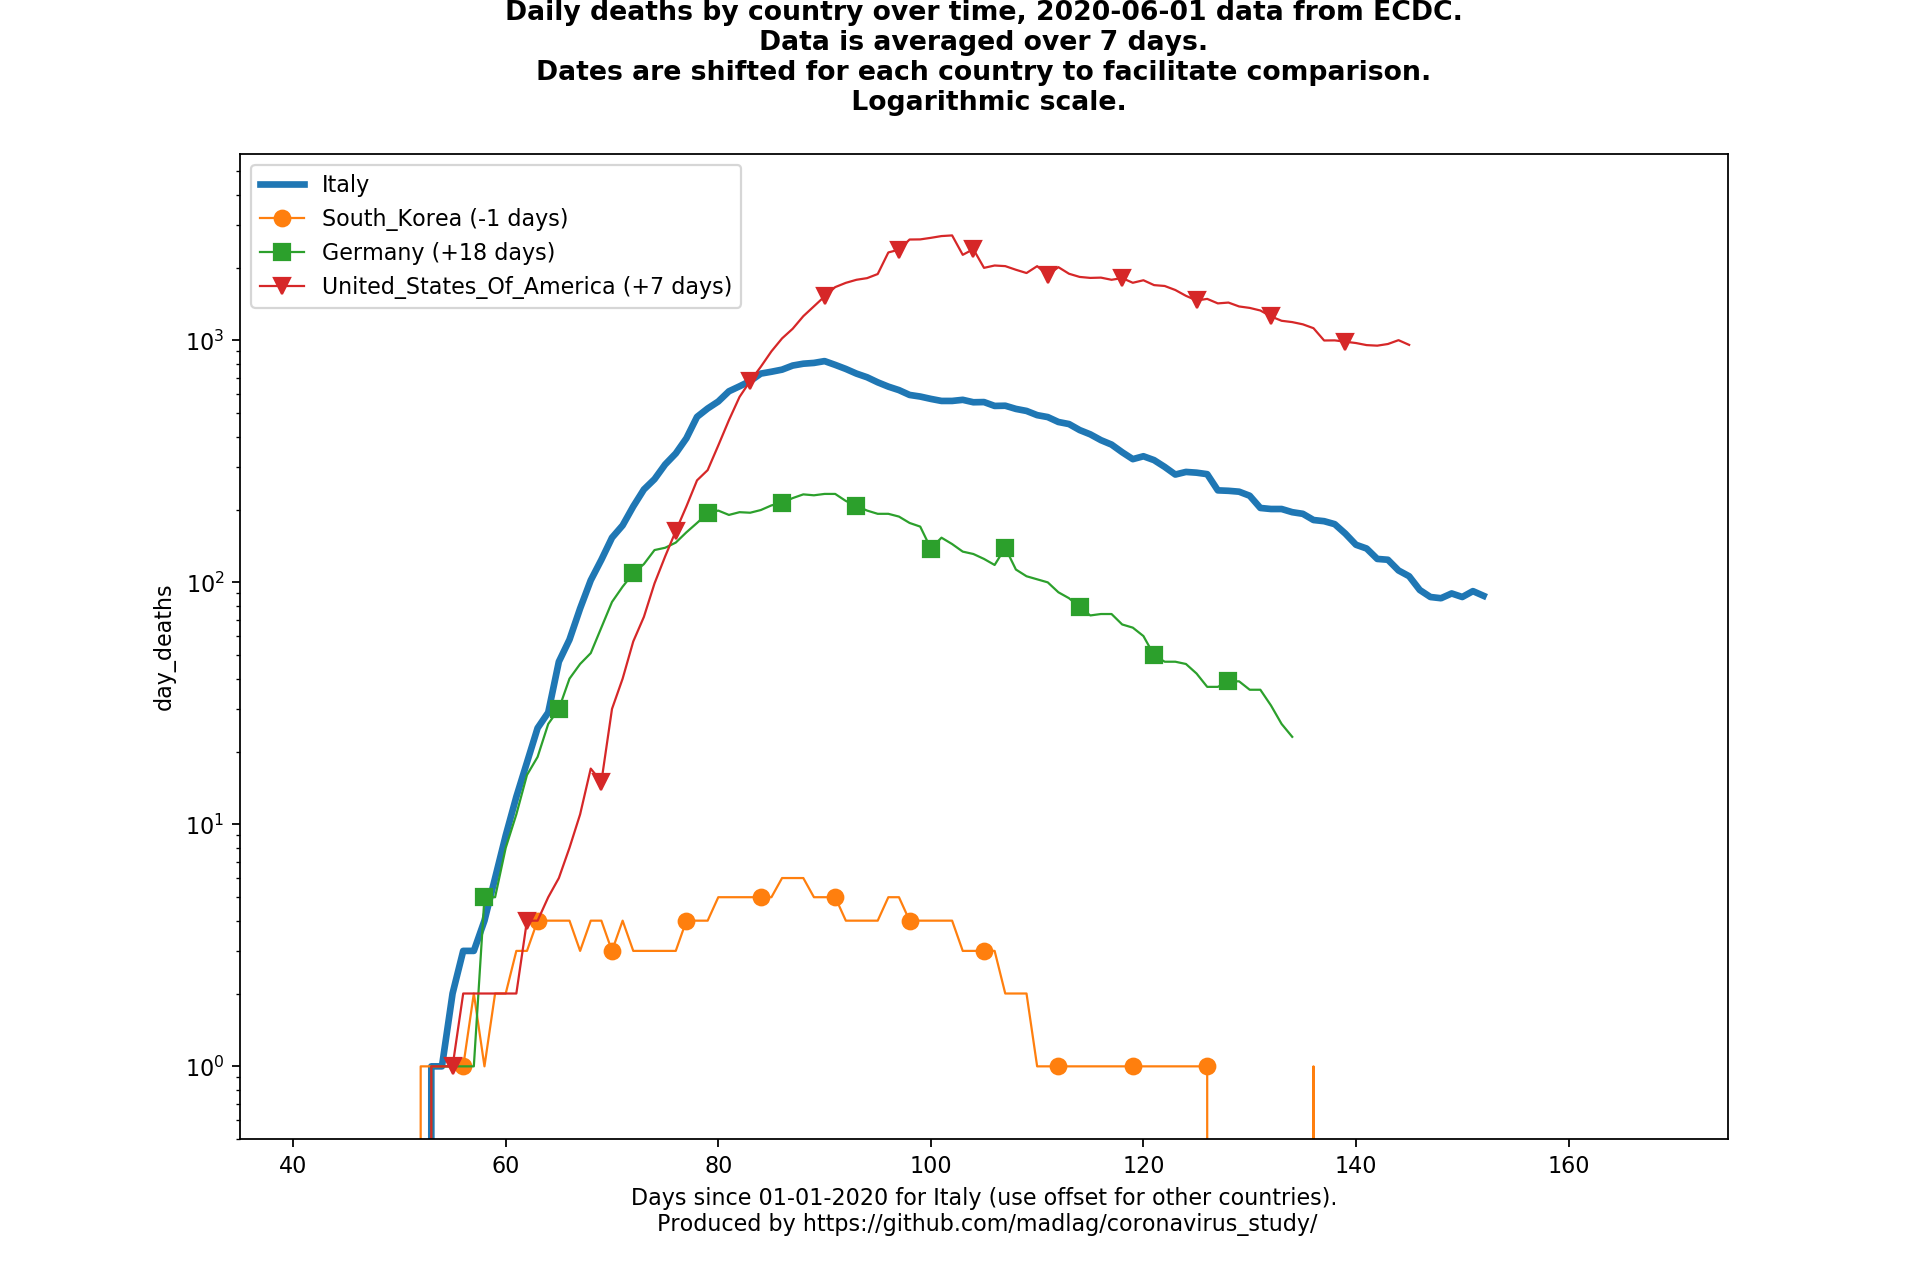 Daily deaths by country over time, 2020-06-01 data from ECDC.
Data is averaged over 7 days.
Dates are shifted for each country to facilitate comparison.
Logarithmic scale.
Italy
South_Korea (-1 days)
Germany (+18 days)
United_States_Of_America (+7 days)
10³
10²
10¹
10⁰
day_deaths
40 60 80 100 120 140 160
Days since 01-01-2020 for Italy (use offset for other countries).
Produced by https://github.com/madlag/coronavirus_study/